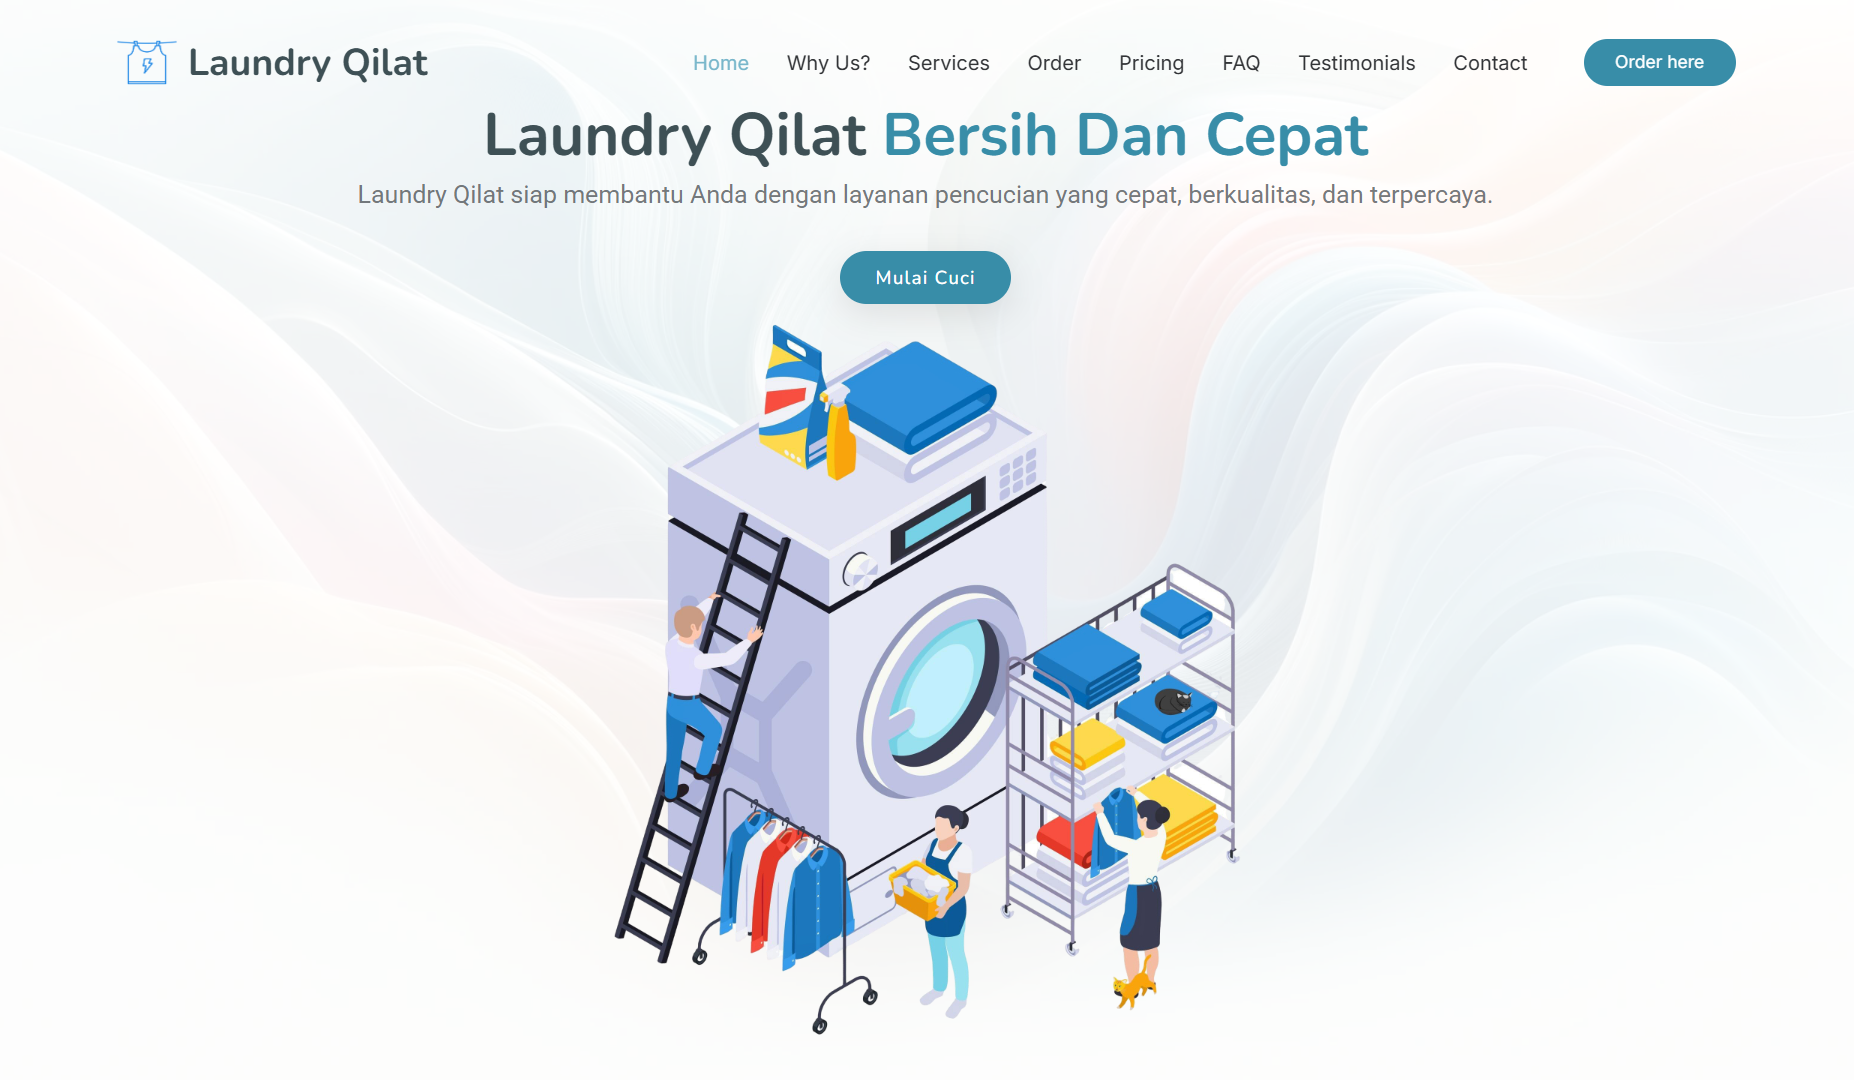 Laundry Qilat
Home Why Us? Services Order Pricing FAQ Testimonials Contact Order here
Laundry Qilat Bersih Dan Cepat
Laundry Qilat siap membantu Anda dengan layanan pencucian yang cepat, berkualitas, dan terpercaya.
Mulai Cuci